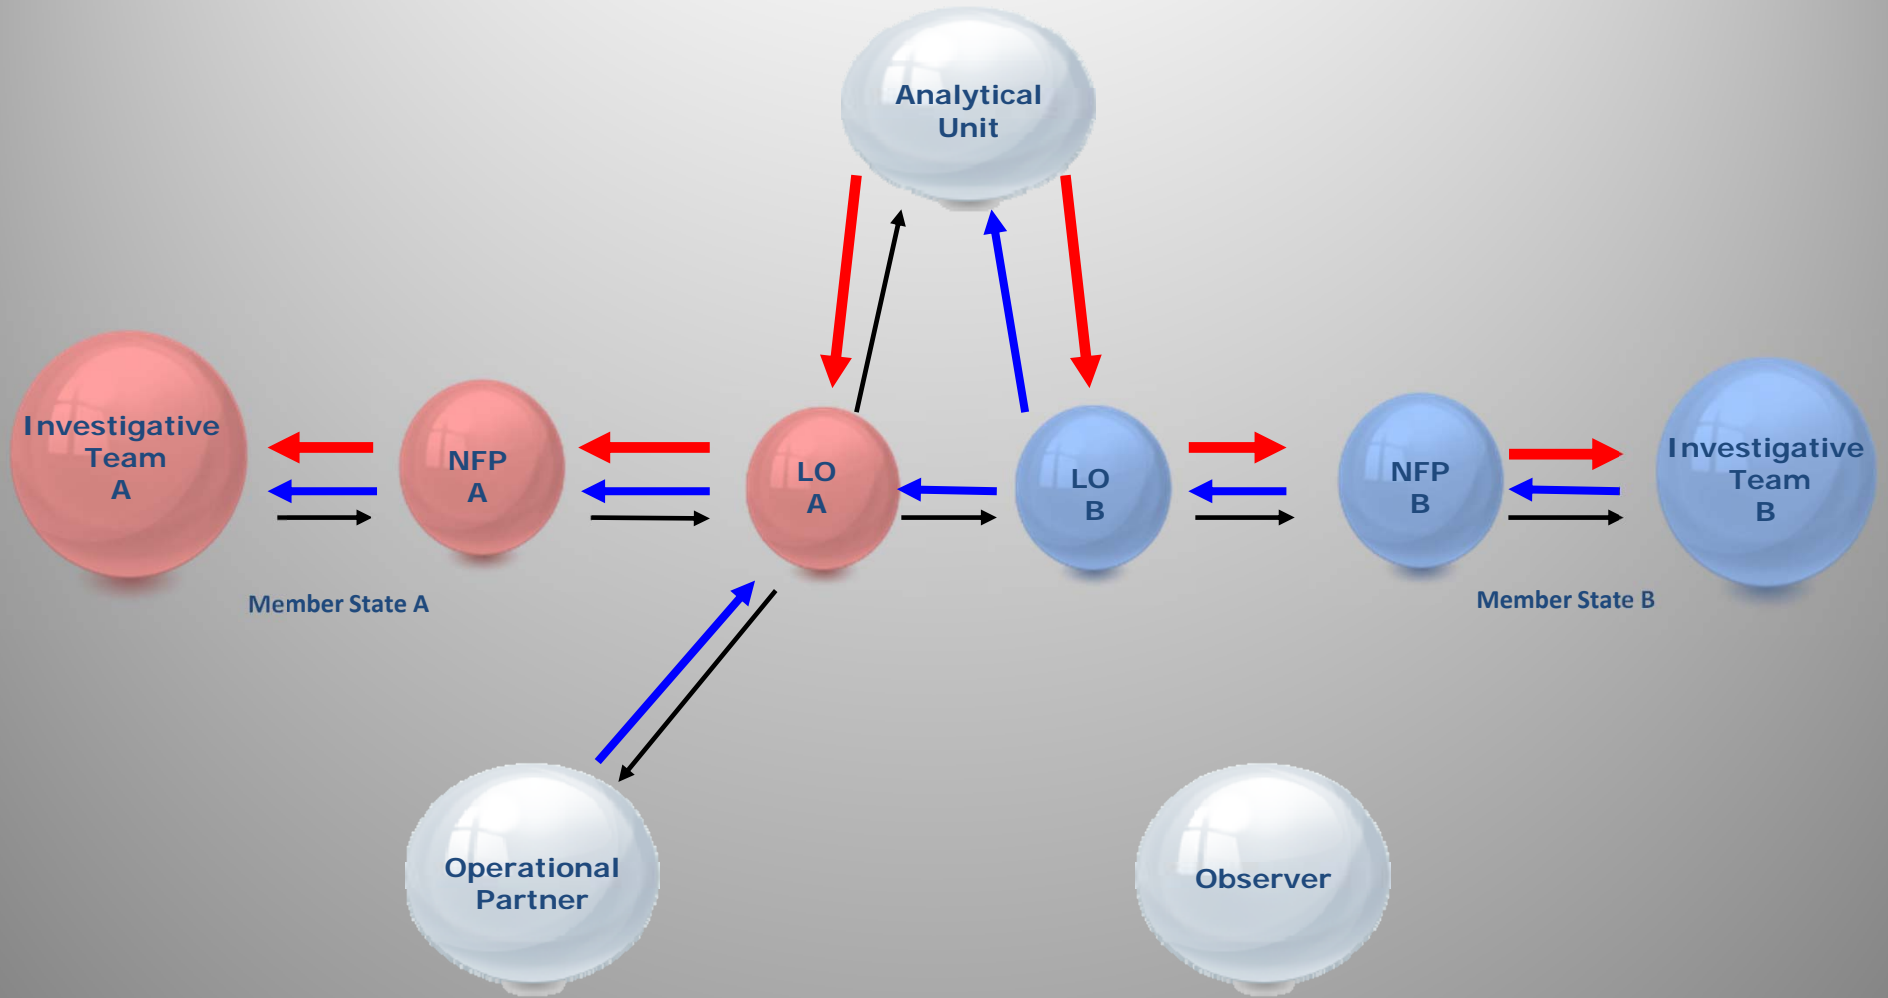 Analytical
Unit
Investigative
Team
A
NFP
A
LO
A
LO
B
NFP
B
Investigative
Team
B
Member State A
Member State B
Operational
Partner
Observer